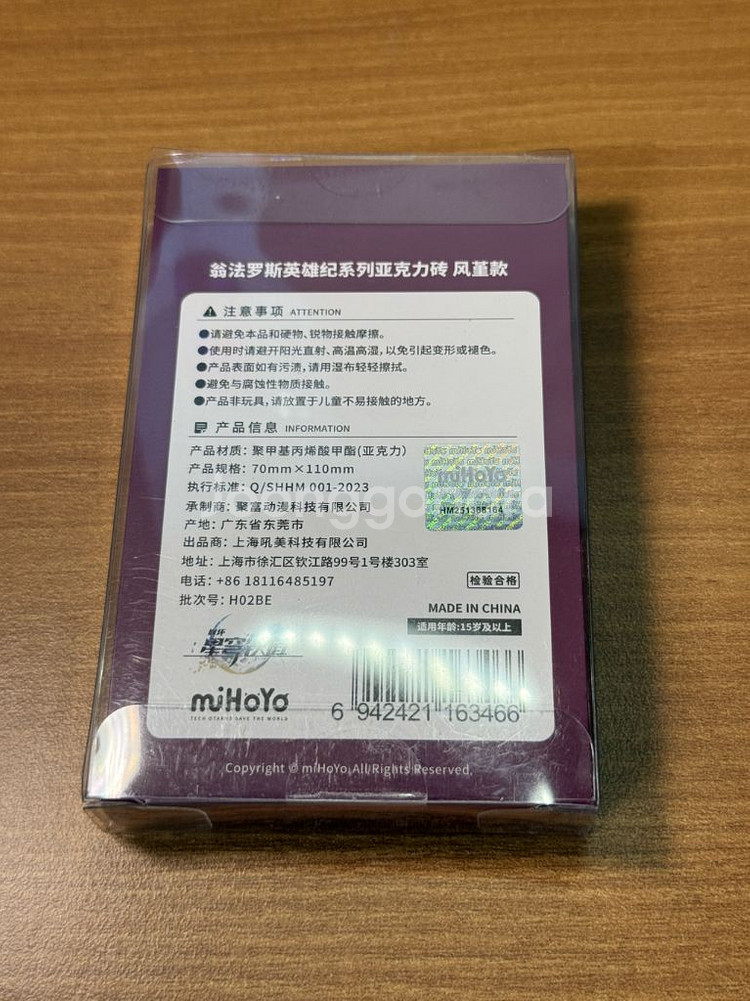 翁法罗斯英雄纪系列亚克力砖 风堇款
注意事项 ATTENTION
●请避免本品和硬物、锐物接触摩擦。
●使用时请避开阳光直射、高温高湿,以免引起变形或褪色。
●产品表面如有污渍,请用湿布轻轻擦拭。
●避免与腐蚀性物质接触。
●产品非玩具,请放置于儿童不易接触的地方。
产品信息 INFORMATION
产品材质: 聚甲基丙烯酸甲酯(亚克力)
产品规格: 70mm×110mm
执行标准: Q/SHHM 001-2023
承制商: 聚富动漫科技有限公司
产地: 广东省东莞市
出品商: 上海吼美科技有限公司
地址: 上海市徐汇区钦江路99号1号楼303室
电话: +86 18116485197
批次号: H02BE
miHoYo
HM251368164
检验合格
MADE IN CHINA
适用年龄:15岁及以上
崩坏
星穹铁道
miHoYo
TECH OTAKUS SAVE THE WORLD
6 942421 163466
Copyright © miHoYo.All Rights Reserved.